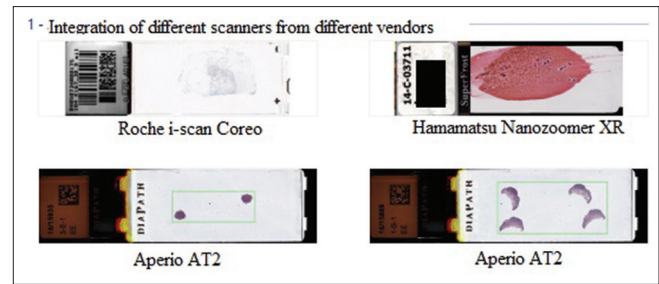 1 - Integration of different scanners from different vendors
14-C-03711
SuperFrost
Roche i-scan Coreo
Hamamatsu Nanozoomer XR
DIAPATH
DIAPATH
Aperio AT2
Aperio AT2